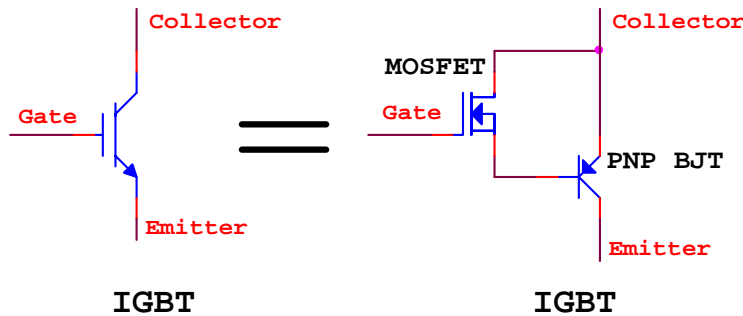 Collector
Gate
Emitter
IGBT
Collector
MOSFET
Gate
PNP BJT
Emitter
IGBT